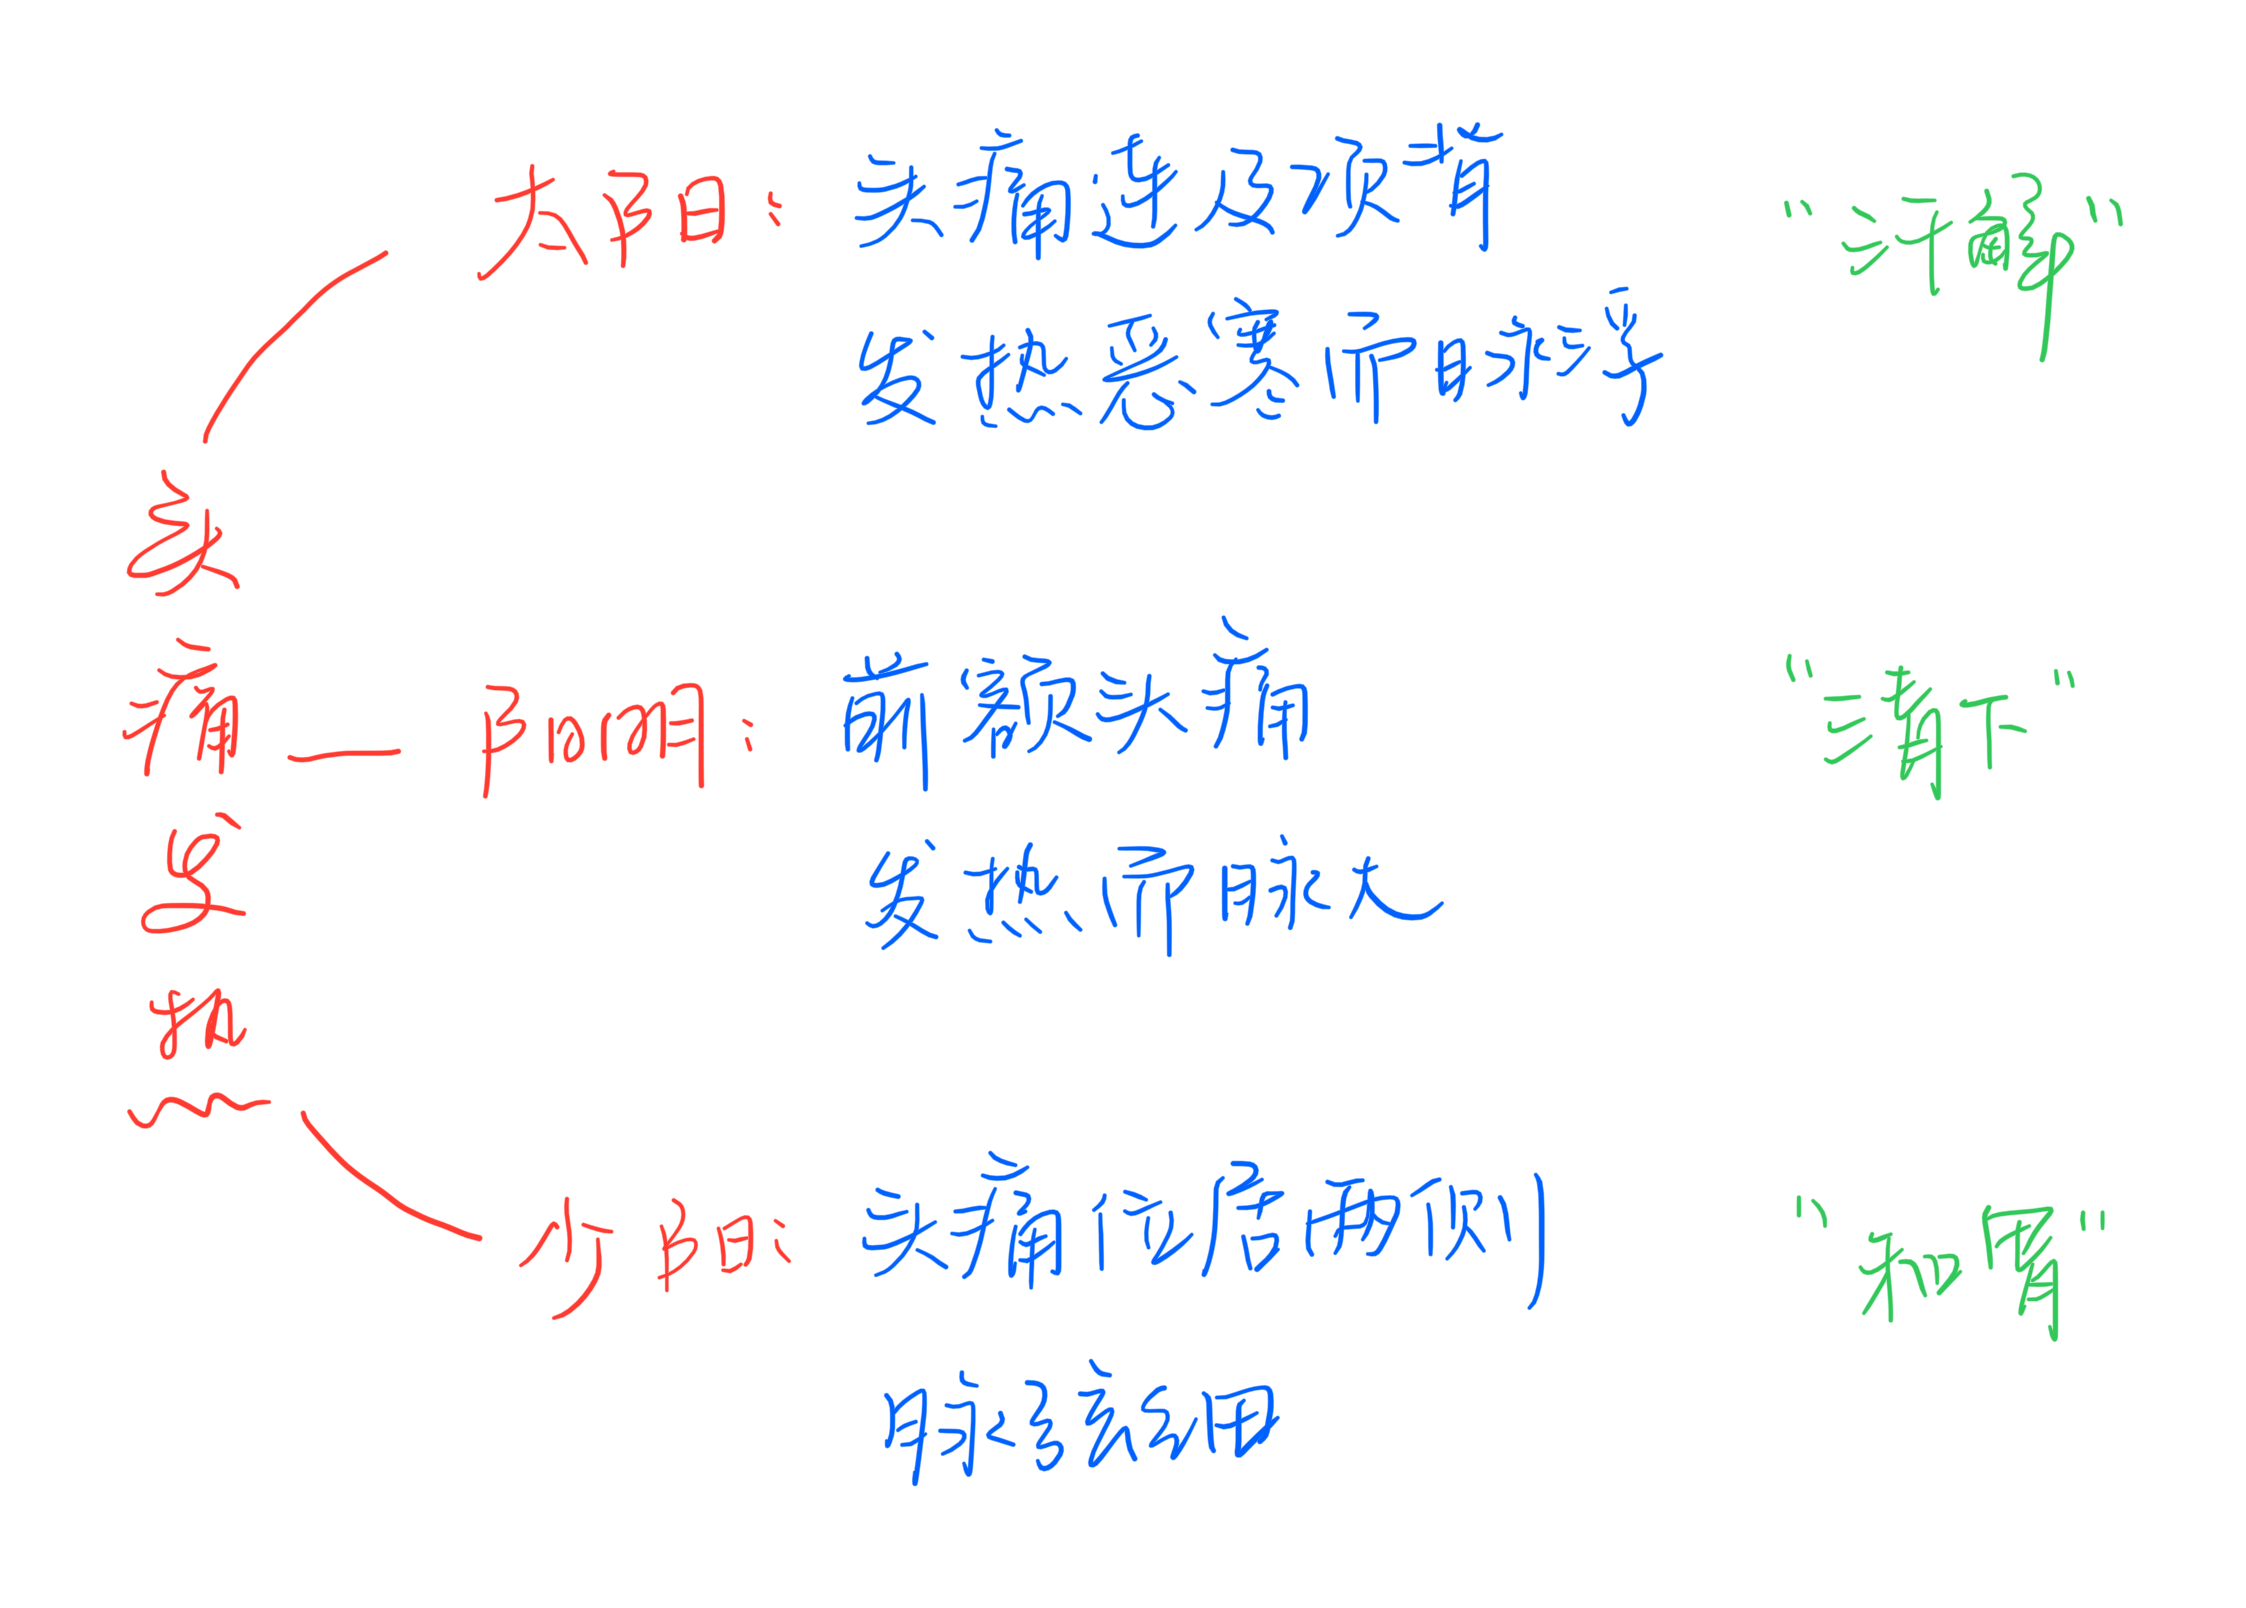 头痛发热
太阳：
头痛连及项背
发热恶寒而脉浮
"汗解"
阳明：
前额头痛
发热而脉大
"清下"
少阳：
头痛位居两侧
脉弦细
"和胃"